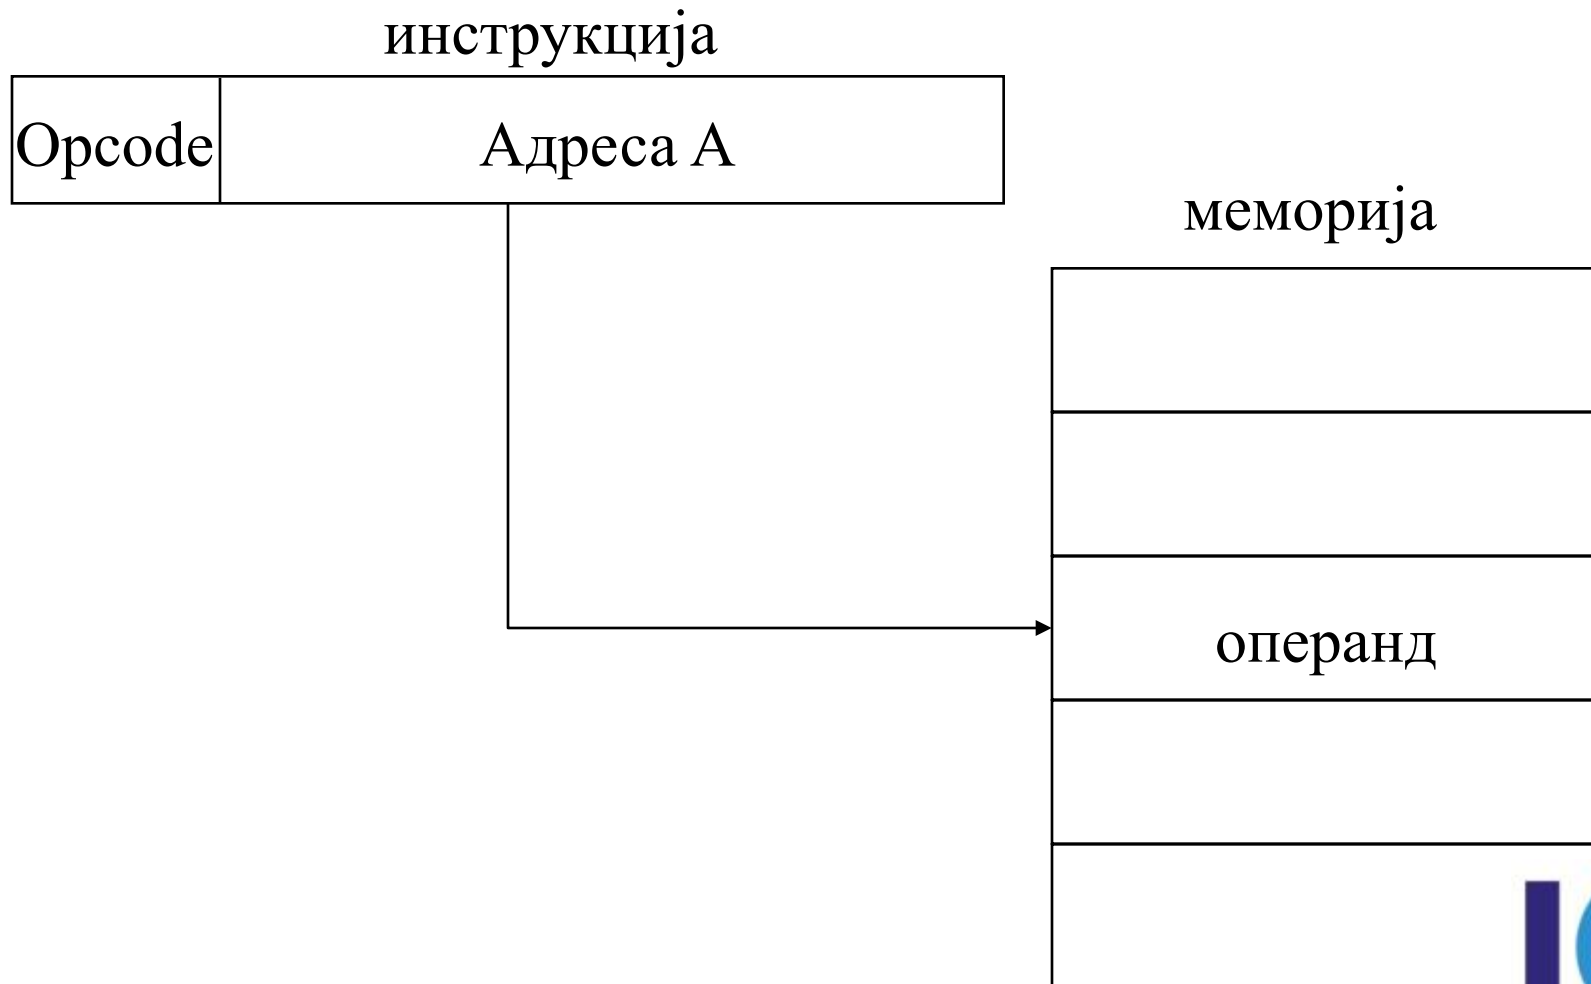 инструкција
Opcode Адреса А
меморија
операнд